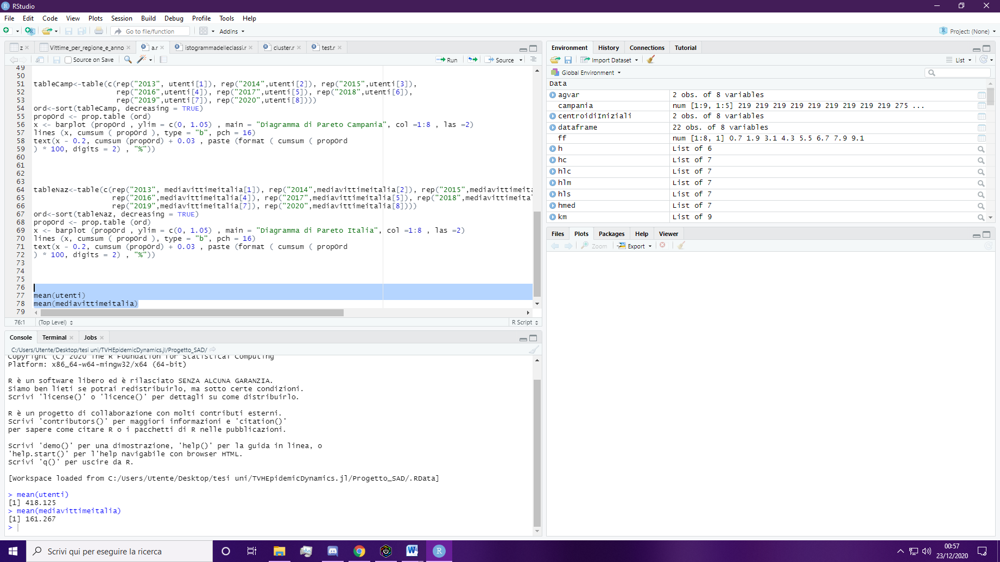 RStudio
File Edit Code View Plots Session Build Debug Profile Tools Help
Go to file/function Addins Project: (None)
z Vittime_per_regione_e_anno a.r istogrammadelleclassi.r cluster.r test.r
Source on Save Run Source
49
50
51 tableCamp<-table(c(rep("2013", utenti[1]), rep("2014",utenti[2]), rep("2015",utenti[3]),
52 rep("2016",utenti[4]), rep("2017",utenti[5]), rep("2018",utenti[6]),
53 rep("2019",utenti[7]), rep("2020",utenti[8])))
54 ord<-sort(tableCamp, decreasing = TRUE)
55 propOrd <- prop.table (ord)
56 x <- barplot (propOrd , ylim = c(0, 1.05) , main = "Diagramma di Pareto Campania", col =1:8 , las =2)
57 lines (x, cumsum ( propOrd ), type = "b", pch = 16)
58 text(x - 0.2, cumsum (propOrd) + 0.03 , paste (format ( cumsum ( propOrd
59 ) * 100, digits = 2) , "%"))
60
61
62
63
64 tableNaz<-table(c(rep("2013", mediavittimeitalia[1]), rep("2014",mediavittimeitalia[2]), rep("2015",mediavittimeita
65 rep("2016",mediavittimeitalia[4]), rep("2017",mediavittimeitalia[5]), rep("2018",mediavittimeital
66 rep("2019",mediavittimeitalia[7]), rep("2020",mediavittimeitalia[8])))
67 ord<-sort(tableNaz, decreasing = TRUE)
68 propOrd <- prop.table (ord)
69 x <- barplot (propOrd , ylim = c(0, 1.05) , main = "Diagramma di Pareto Italia", col =1:8 , las =2)
70 lines (x, cumsum ( propOrd ), type = "b", pch = 16)
71 text(x - 0.2, cumsum (propOrd) + 0.03 , paste (format ( cumsum ( propOrd
72 ) * 100, digits = 2) , "%"))
73
74
75
76
77 mean(utenti)
78 mean(mediavittimeitalia)
79
76:1 (Top Level) R Script
Console Terminal Jobs
C:/Users/Utente/Desktop/tesi uni/TVHEpidemicDynamics.jl/Progetto_SAD/
Copyright (C) 2020 The R Foundation for Statistical Computing
Platform: x86_64-w64-mingw32/x64 (64-bit)
R è un software libero ed è rilasciato SENZA ALCUNA GARANZIA.
Siamo ben lieti se potrai redistribuirlo, ma sotto certe condizioni.
Scrivi 'license()' o 'licence()' per dettagli su come distribuirlo.
R è un progetto di collaborazione con molti contributi esterni.
Scrivi 'contributors()' per maggiori informazioni e 'citation()'
per sapere come citare R o i pacchetti di R nelle pubblicazioni.
Scrivi 'demo()' per una dimostrazione, 'help()' per la guida in linea, o
'help.start()' per l'help navigabile con browser HTML.
Scrivi 'q()' per uscire da R.
[Workspace loaded from C:/Users/Utente/Desktop/tesi uni/TVHEpidemicDynamics.jl/Progetto_SAD/.RData]
> mean(utenti)
[1] 418.125
> mean(mediavittimeitalia)
[1] 161.267
>
Environment History Connections Tutorial
Import Dataset List
Global Environment
Data
agvar 2 obs. of 8 variables
campania num [1:9, 1:5] 219 219 219 219 219 219 219 219 219 275 ...
centroidiIniziali 2 obs. of 8 variables
dataframe 22 obs. of 8 variables
ff num [1:8, 1] 0.7 1.9 3.1 4.3 5.5 6.7 7.9 9.1
h List of 6
hc List of 7
hlc List of 7
hlm List of 7
hls List of 7
hmed List of 7
km List of 9
Files Plots Packages Help Viewer
Zoom Export
Scrivi qui per eseguire la ricerca
00:57
23/12/2020